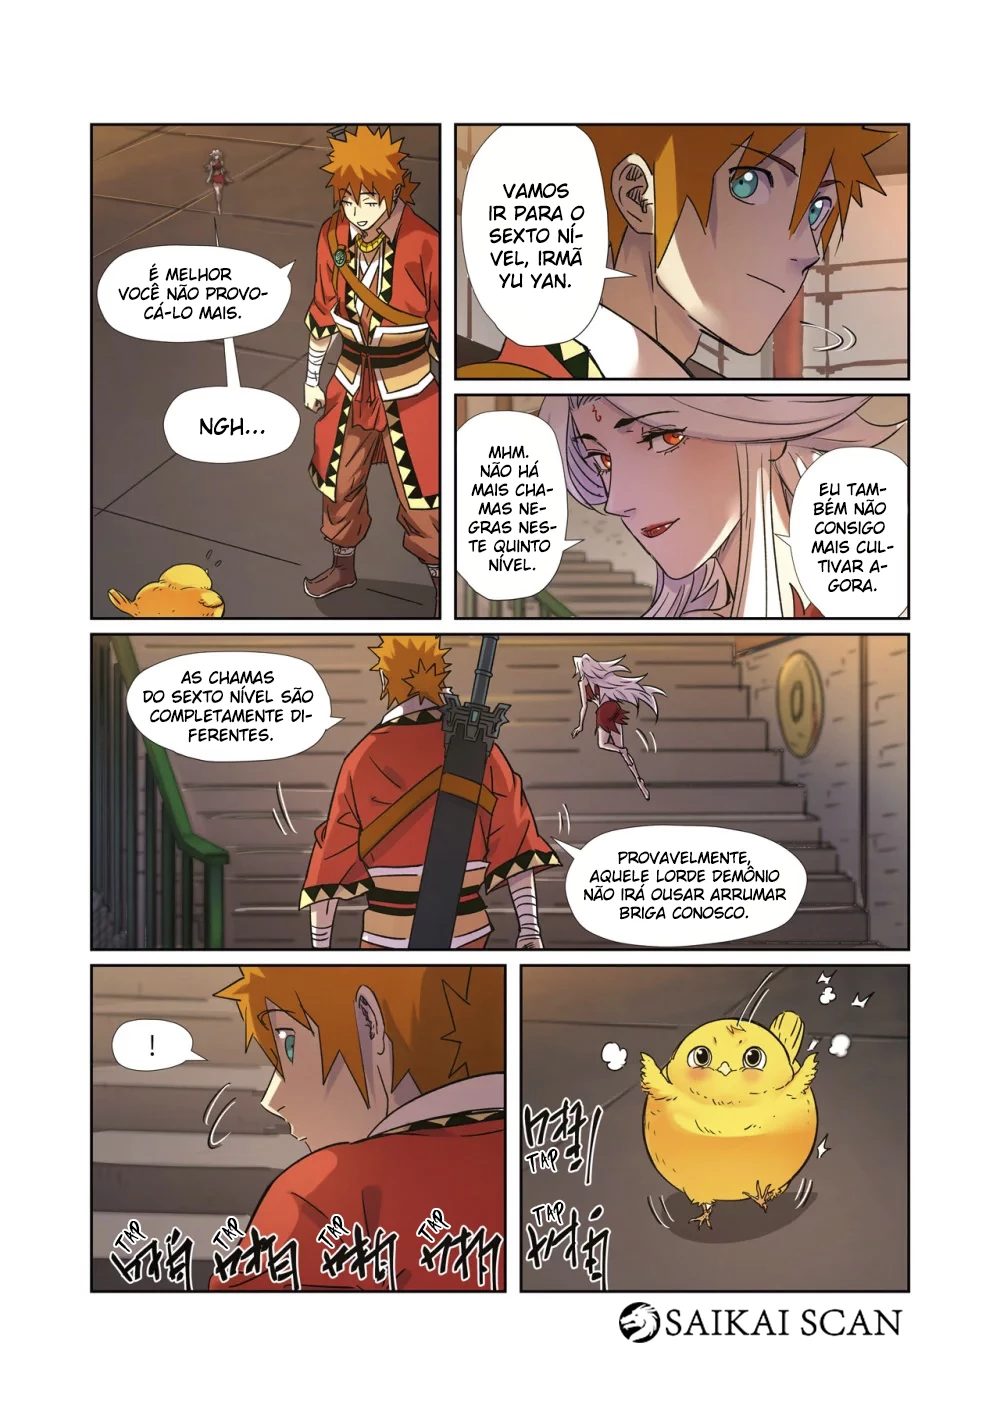 É MELHOR
VOCÊ NÃO PROVO-
CÁ-LO MAIS.
NGH...
VAMOS
IR PARA O
SEXTO NÍ-
VEL, IRMÃ
YU YAN.
MHM.
NÃO HÁ
MAIS CHA-
MAS NE-
GRAS NES-
TE QUINTO
NÍVEL.
EU TAM-
BÉM NÃO
CONSIGO
MAIS CUL-
TIVAR A-
GORA.
AS CHAMAS
DO SEXTO NÍVEL SÃO
COMPLETAMENTE DI-
FERENTES.
PROVAVELMENTE,
AQUELE LORDE DEMÔNIO
NÃO IRÁ OUSAR ARRUMAR
BRIGA CONOSCO.
!
TAP
TAP
TAP
TAP
TAP
TAP
SAIKAI SCAN